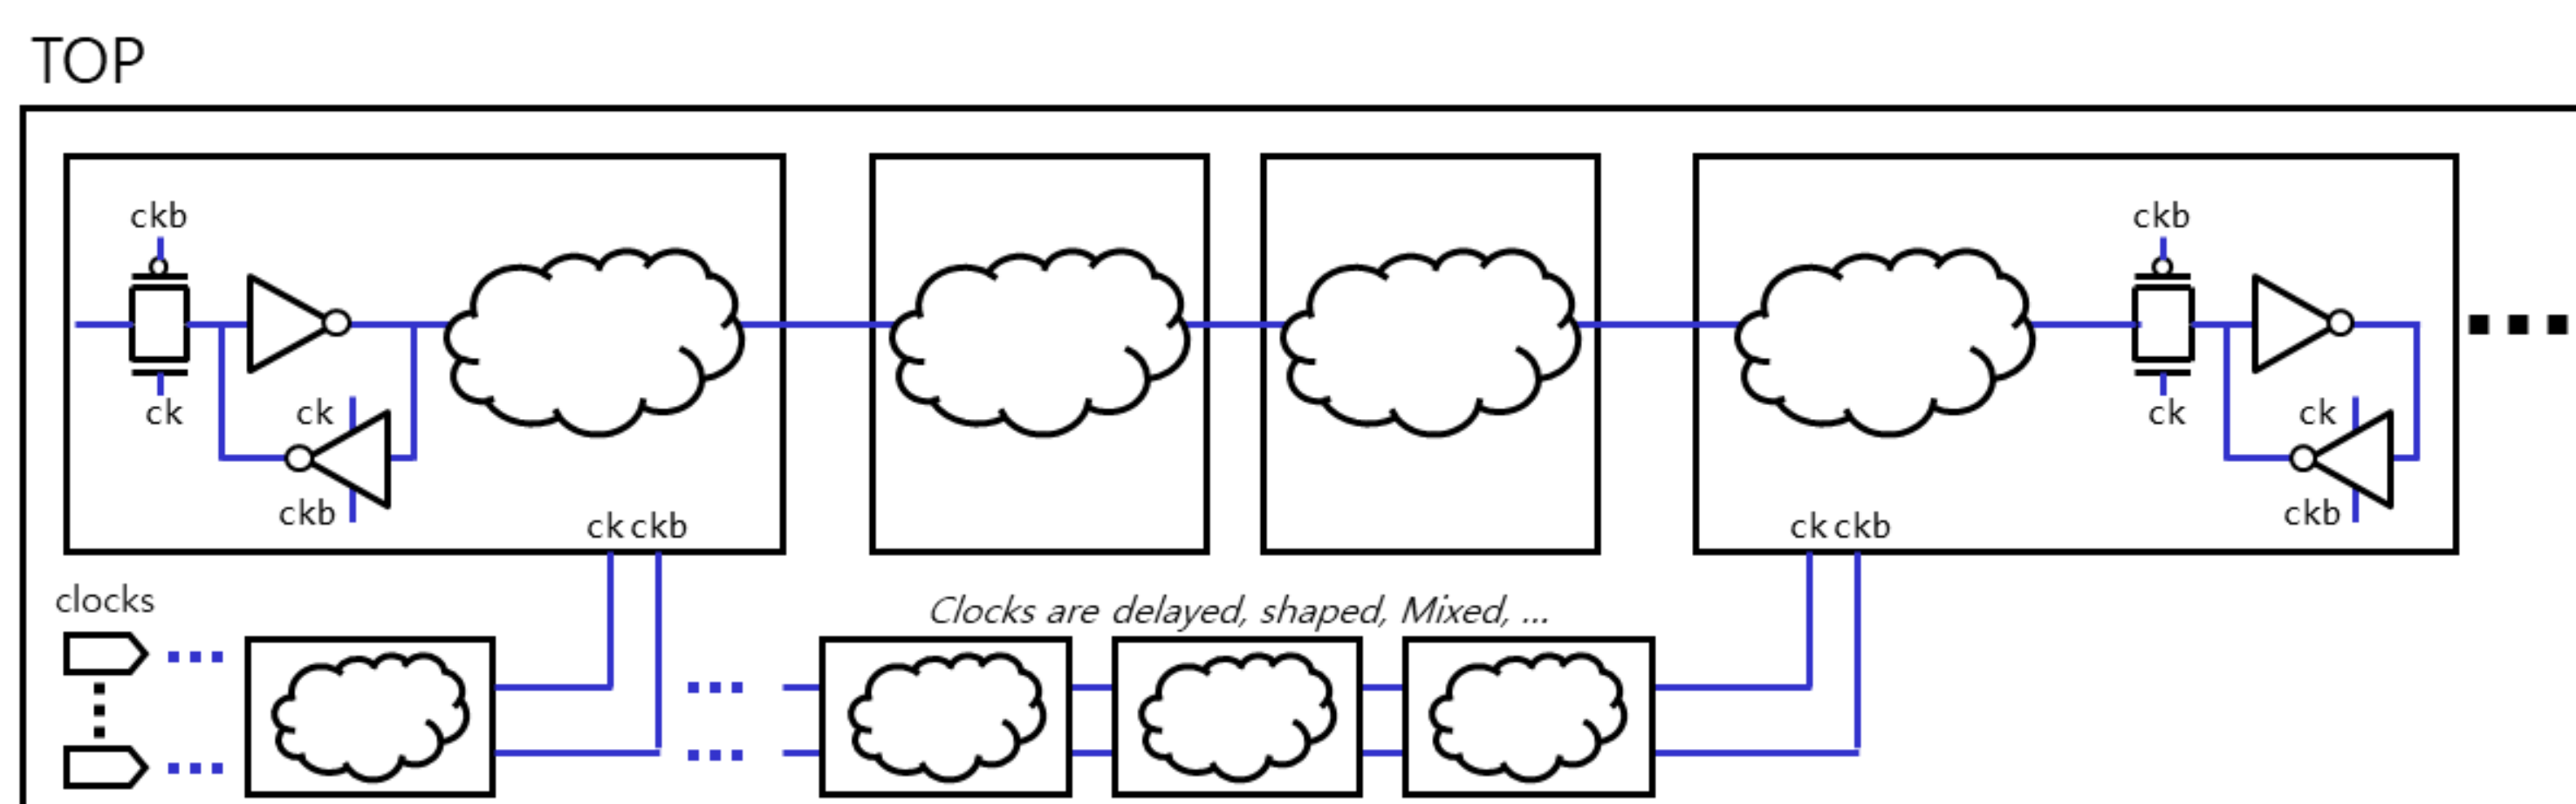 TOP
ckb
ckb
ck
ck
ck
ck
ckb
ckb
ck ckb
ck ckb
clocks
Clocks are delayed, shaped, Mixed, ...